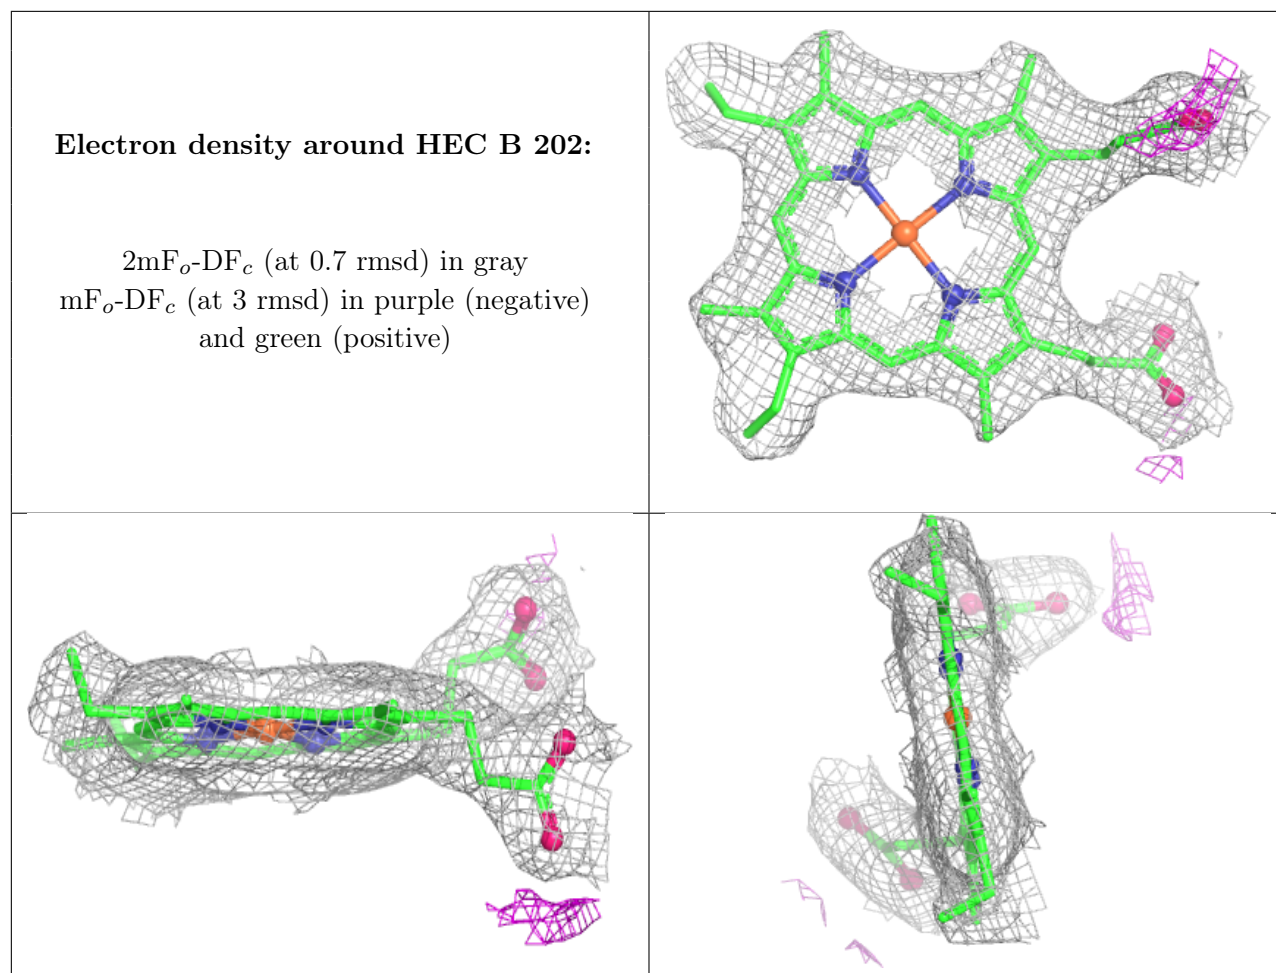 Electron density around HEC B 202:
2mFo-DFc (at 0.7 rmsd) in gray
mFo-DFc (at 3 rmsd) in purple (negative)
and green (positive)